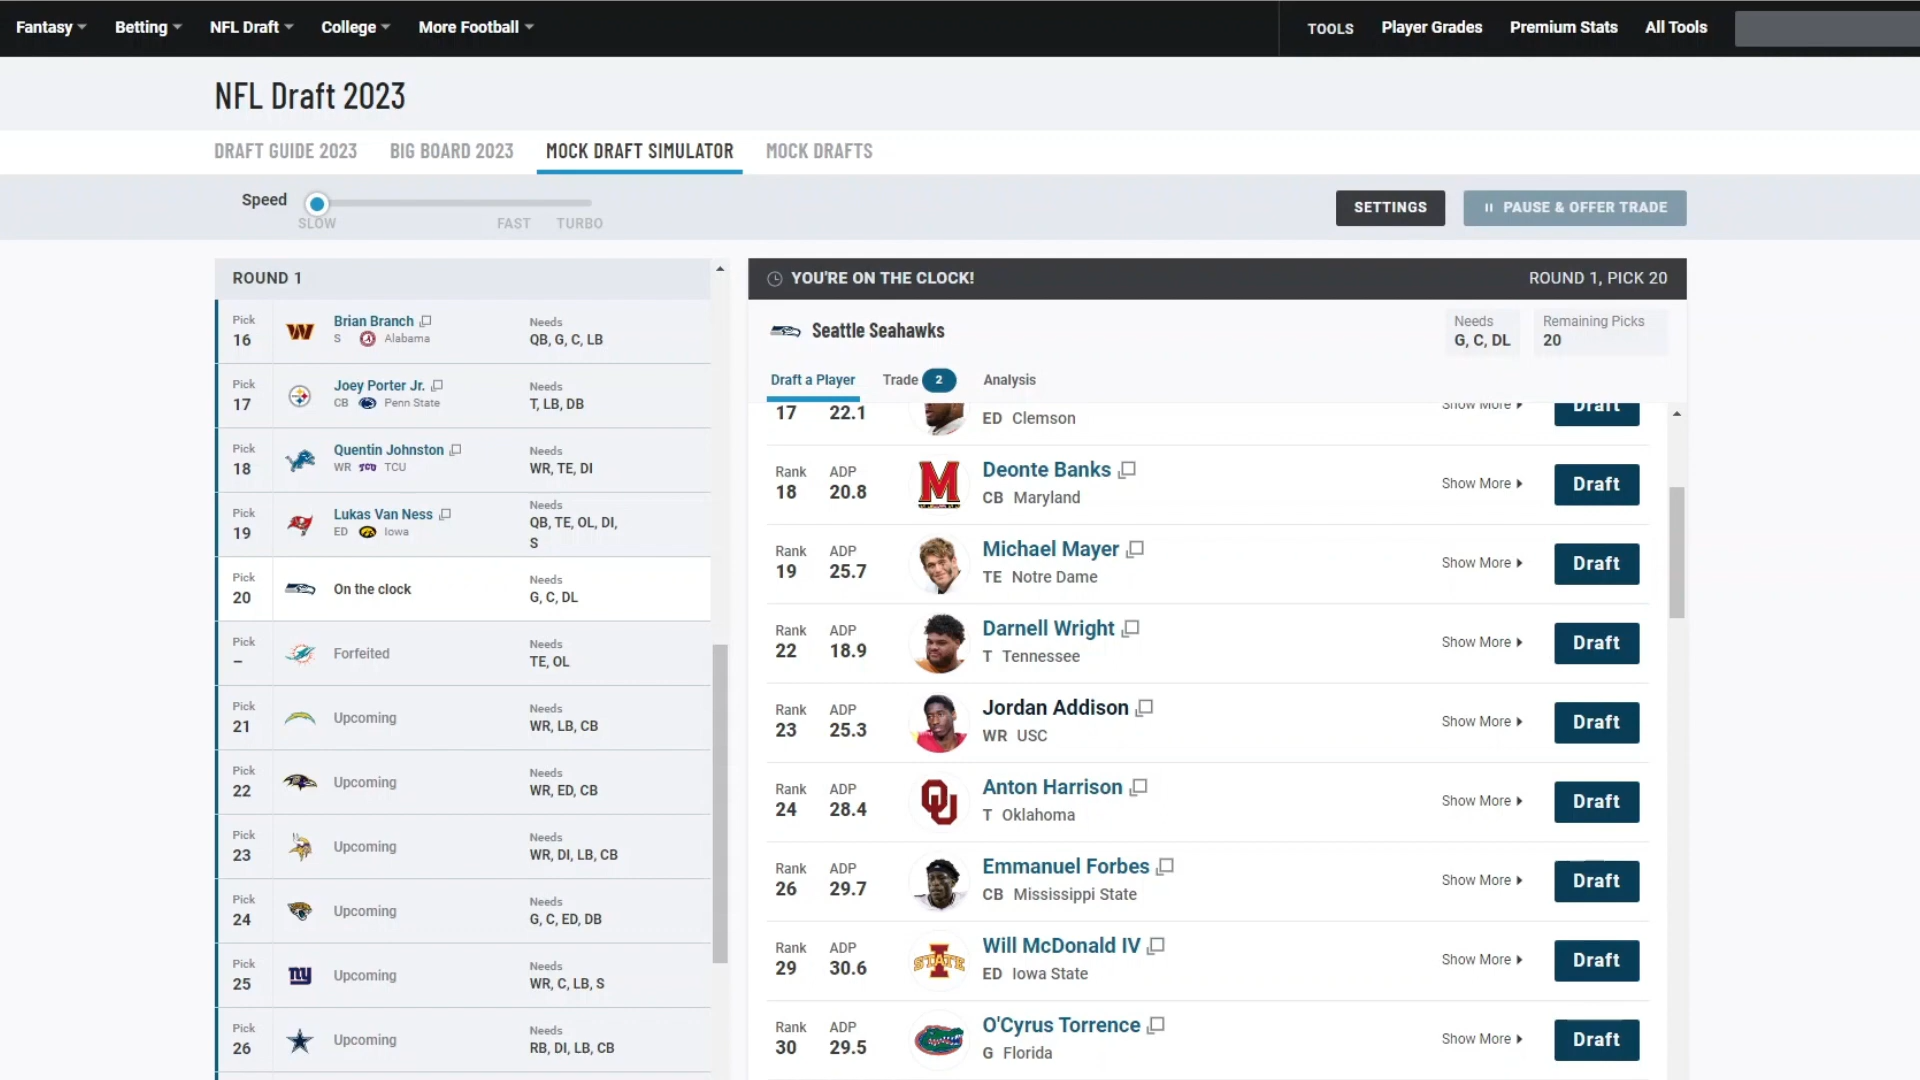 Fantasy
Betting
NFL Draft
College
More Football
TOOLS
Player Grades
Premium Stats
All Tools
NFL Draft 2023
DRAFT GUIDE 2023
BIG BOARD 2023
MOCK DRAFT SIMULATOR
MOCK DRAFTS
Speed
SLOW
FAST
TURBO
SETTINGS
PAUSE & OFFER TRADE
ROUND 1
Pick
16
Brian Branch
S Alabama
Needs
QB, G, C, LB
Pick
17
Joey Porter Jr.
CB Penn State
Needs
T, LB, DB
Pick
18
Quentin Johnston
WR TCU TCU
Needs
WR, TE, DI
Pick
19
Lukas Van Ness
ED Iowa
Needs
QB, TE, OL, DI,
S
Pick
20
On the clock
Needs
G, C, DL
Pick
–
Forfeited
Needs
TE, OL
Pick
21
Upcoming
Needs
WR, LB, CB
Pick
22
Upcoming
Needs
WR, ED, CB
Pick
23
Upcoming
Needs
WR, DI, LB, CB
Pick
24
Upcoming
Needs
G, C, ED, DB
Pick
25
ny
Upcoming
Needs
WR, C, LB, S
Pick
26
Upcoming
Needs
RB, DI, LB, CB
YOU'RE ON THE CLOCK!
ROUND 1, PICK 20
Seattle Seahawks
Needs
G, C, DL
Remaining Picks
20
Draft a Player
Trade 2
Analysis
17 22.1
ED Clemson
Show More
Draft
Rank ADP
18 20.8
M
Deonte Banks
CB Maryland
Show More
Draft
Rank ADP
19 25.7
Michael Mayer
TE Notre Dame
Show More
Draft
Rank ADP
22 18.9
Darnell Wright
T Tennessee
Show More
Draft
Rank ADP
23 25.3
Jordan Addison
WR USC
Show More
Draft
Rank ADP
24 28.4
OU
Anton Harrison
T Oklahoma
Show More
Draft
Rank ADP
26 29.7
Emmanuel Forbes
CB Mississippi State
Show More
Draft
Rank ADP
29 30.6
STATE
Will McDonald IV
ED Iowa State
Show More
Draft
Rank ADP
30 29.5
O'Cyrus Torrence
G Florida
Show More
Draft